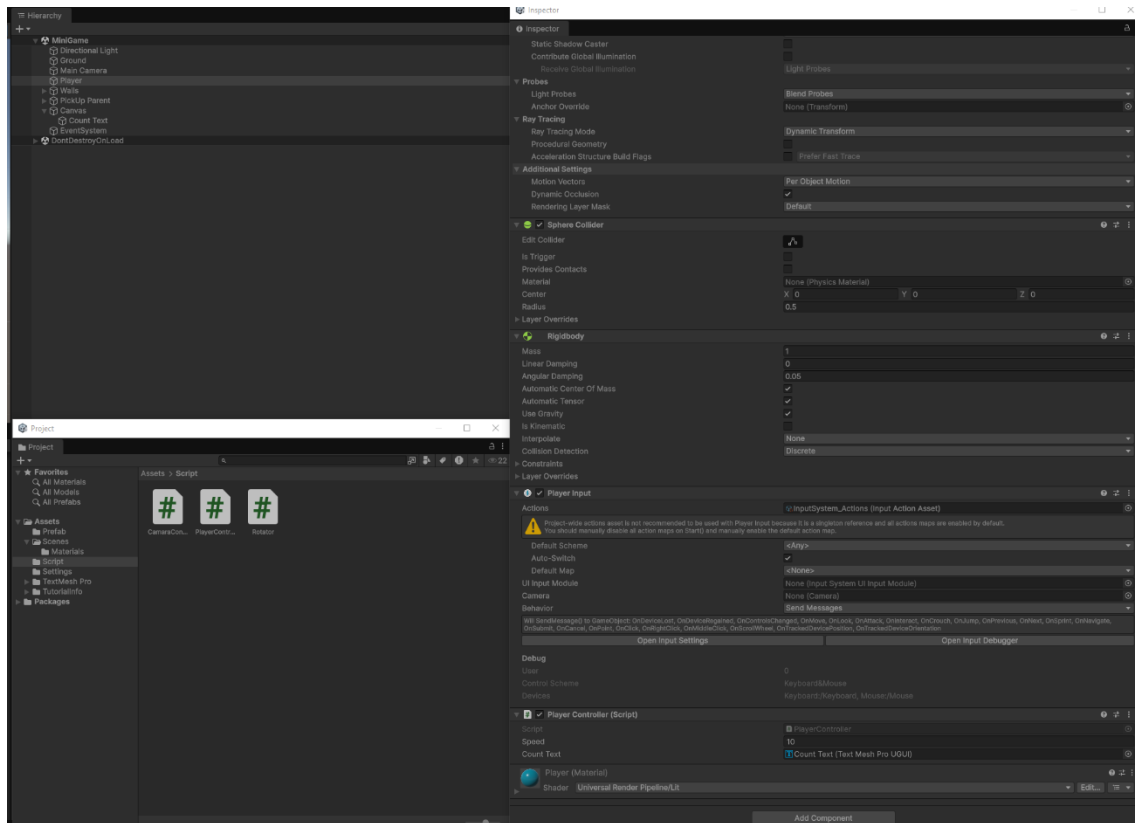 Hierarchy
MiniGame
Directional Light
Ground
Main Camera
Player
Walls
PickUp Parent
Canvas
Count Text
EventSystem
DontDestroyOnLoad
Project
Project
22
Favorites
All Materials
All Models
All Prefabs
Assets
Prefab
Scenes
Materials
Script
Settings
TextMesh Pro
TutorialInfo
Packages
Assets > Script
CamaraCon... PlayerContr... Rotator
Inspector
Inspector
Static Shadow Caster
Contribute Global Illumination
Receive Global Illumination Light Probes
Probes
Light Probes Blend Probes
Anchor Override None (Transform)
Ray Tracing
Ray Tracing Mode Dynamic Transform
Procedural Geometry
Acceleration Structure Build Flags Prefer Fast Trace
Additional Settings
Motion Vectors Per Object Motion
Dynamic Occlusion
Rendering Layer Mask Default
Sphere Collider
Edit Collider
Is Trigger
Provides Contacts
Material None (Physics Material)
Center X 0 Y 0 Z 0
Radius 0.5
Layer Overrides
Rigidbody
Mass 1
Linear Damping 0
Angular Damping 0.05
Automatic Center Of Mass
Automatic Tensor
Use Gravity
Is Kinematic
Interpolate None
Collision Detection Discrete
Constraints
Layer Overrides
Player Input
Actions InputSystem_Actions (Input Action Asset)
Project-wide actions asset is not recommended to be used with Player Input because it is a singleton reference and all actions maps are enabled by default.
You should manually disable all action maps on Start() and manually enable the default action map.
Default Scheme <Any>
Auto-Switch
Default Map <None>
UI Input Module None (Input System UI Input Module)
Camera None (Camera)
Behavior Send Messages
Will SendMessage() to GameObject: OnDeviceLost, OnDeviceRegained, OnControlsChanged, OnMove, OnLook, OnAttack, OnInteract, OnCrouch, OnJump, OnPrevious, OnNext, OnSprint, OnNavigate,
OnSubmit, OnCancel, OnPoint, OnClick, OnRightClick, OnMiddleClick, OnScrollWheel, OnTrackedDevicePosition, OnTrackedDeviceOrientation
Open Input Settings Open Input Debugger
Debug
User 0
Control Scheme Keyboard&Mouse
Devices Keyboard:/Keyboard, Mouse:/Mouse
Player Controller (Script)
Script PlayerController
Speed 10
Count Text Count Text (Text Mesh Pro UGUI)
Player (Material)
Shader Universal Render Pipeline/Lit Edit...
Add Component